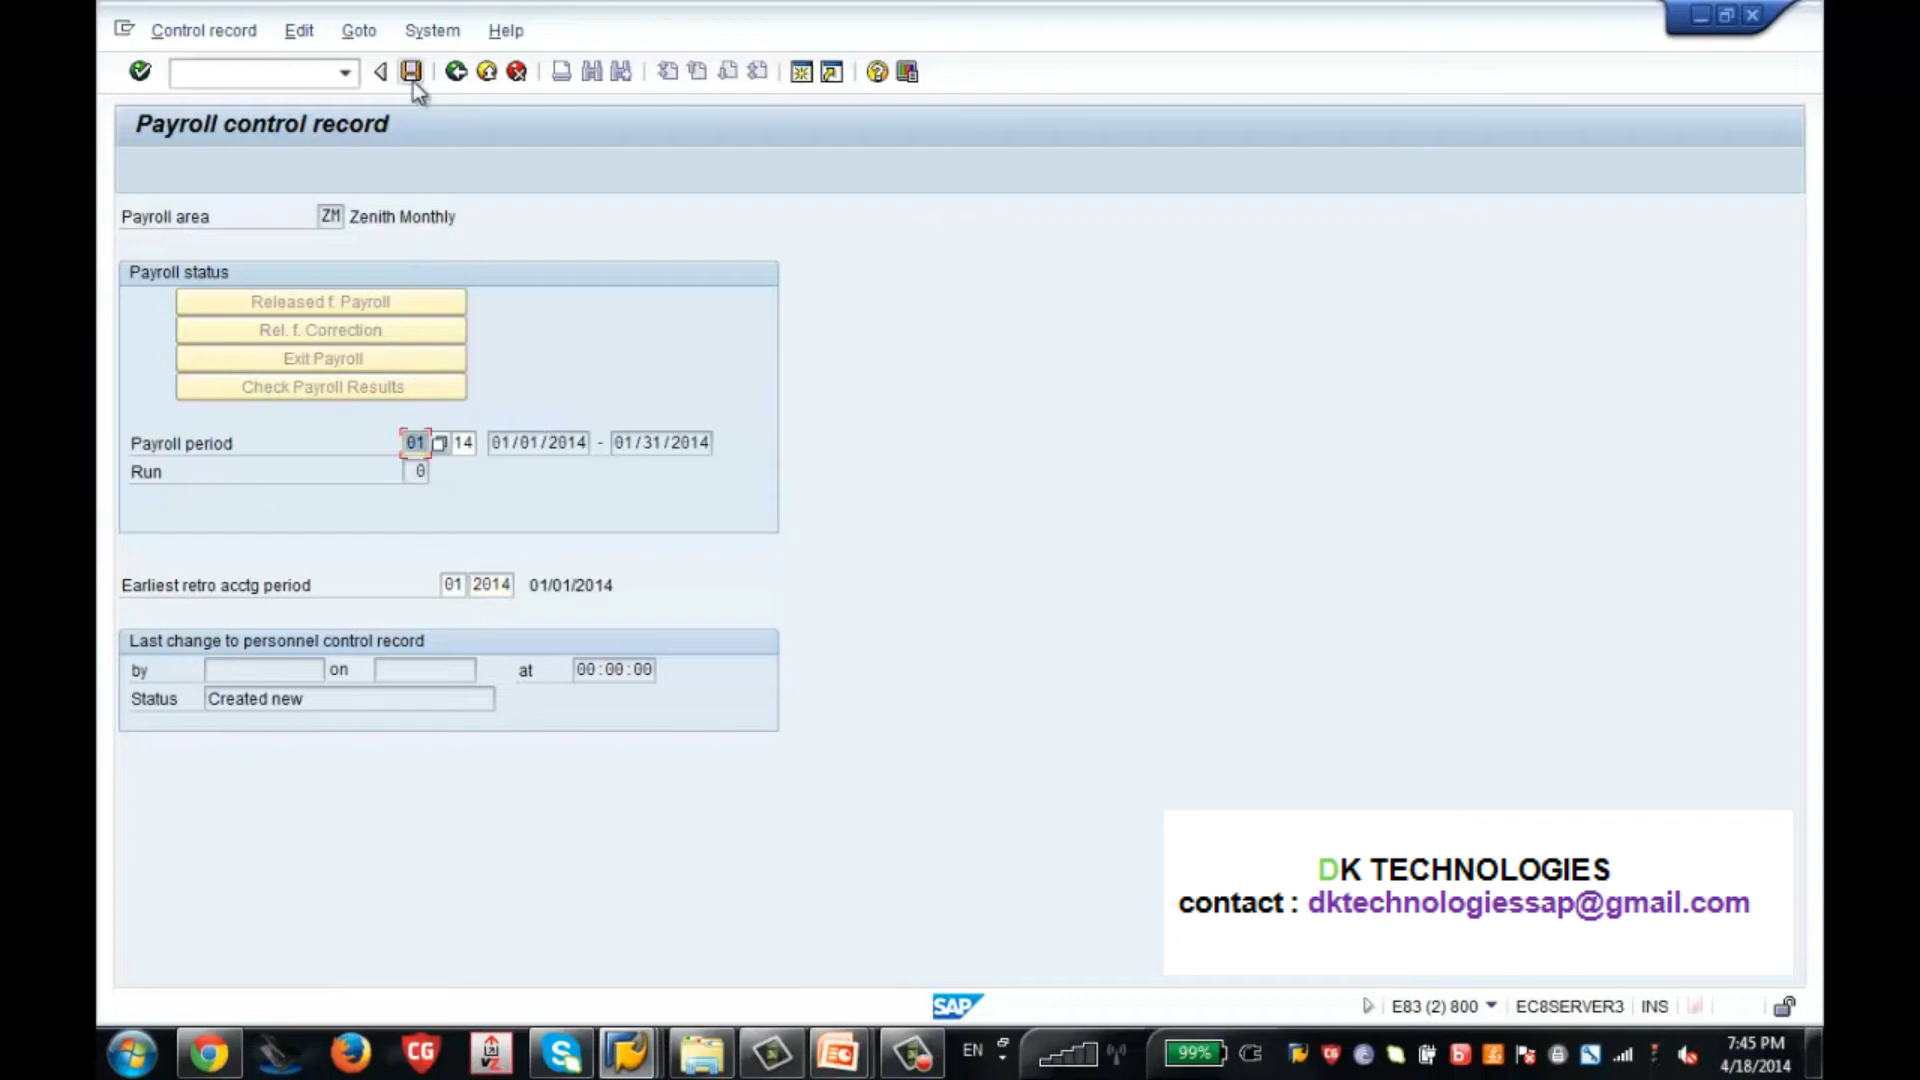 Control record Edit Goto System Help
Payroll control record
Payroll area ZM Zenith Monthly
Payroll status
Released f. Payroll
Rel. f. Correction
Exit Payroll
Check Payroll Results
Payroll period 01 14 01/01/2014 - 01/31/2014
Run 0
Earliest retro acctg period 01 2014 01/01/2014
Last change to personnel control record
by on at 00:00:00
Status Created new
DK TECHNOLOGIES
contact : dktechnologiessap@gmail.com
SAP E83 (2) 800 EC8SERVER3 INS
CG EN 99% 7:45 PM
4/18/2014